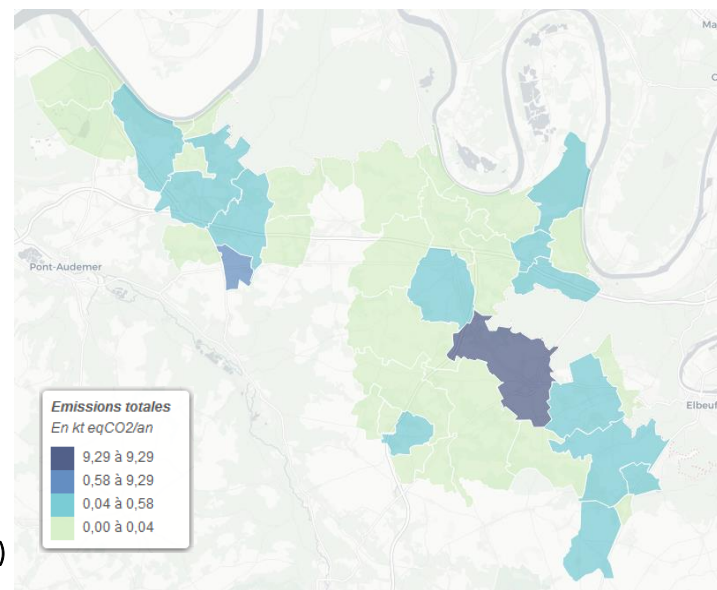 Ma
C
Pont-Audemer
Elbeuf
Emissions totales
En kt eqCO2/an
9,29 à 9,29
0,58 à 9,29
0,04 à 0,58
0,00 à 0,04
)